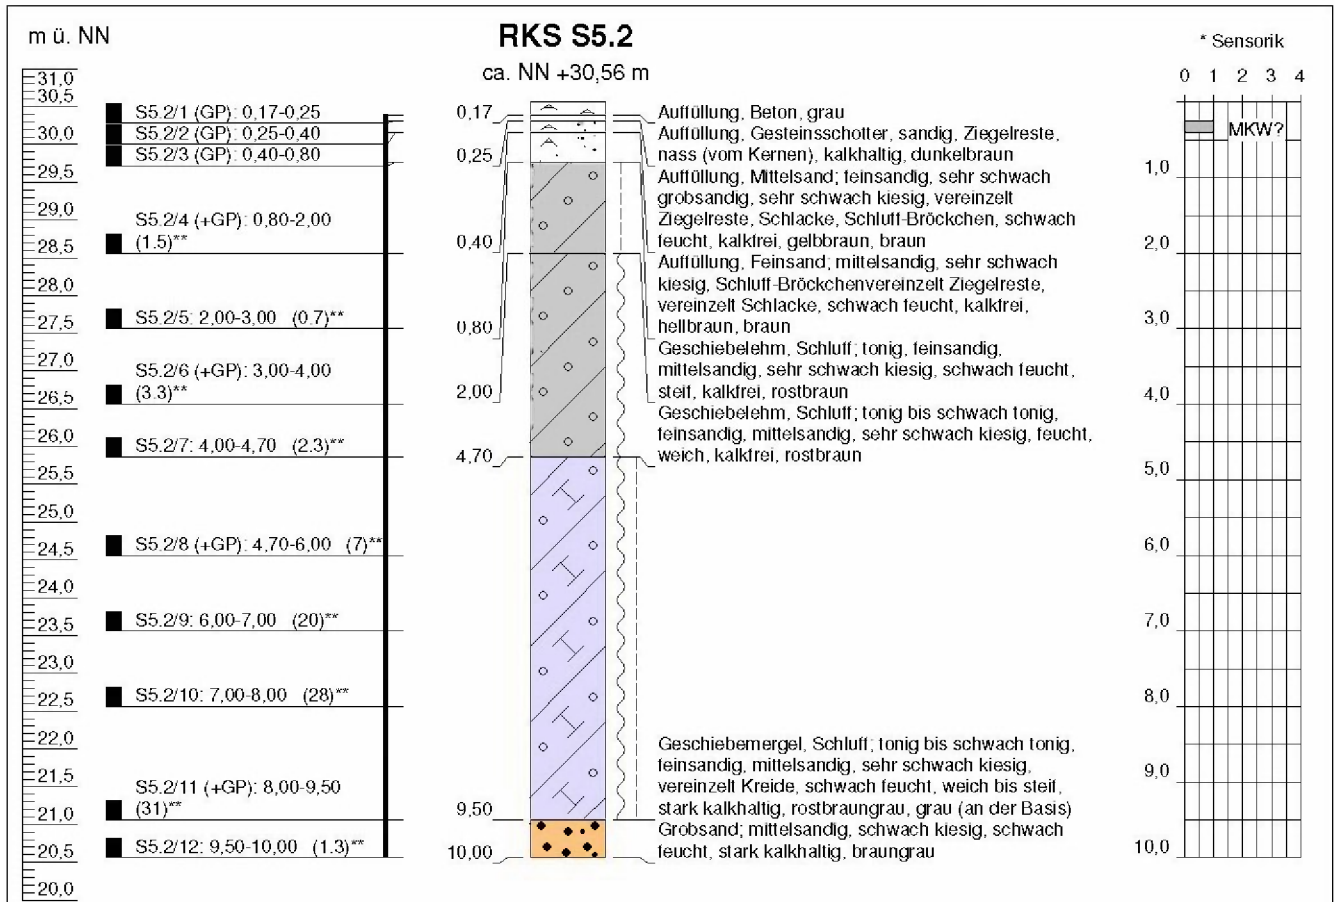 m ü. NN
RKS S5.2
ca. NN +30,56 m
* Sensorik
0 1 2 3 4
31,0
30,5
30,0
29,5
29,0
28,5
28,0
27,5
27,0
26,5
26,0
25,5
25,0
24,5
24,0
23,5
23,0
22,5
22,0
21,5
21,0
20,5
20,0
S5.2/1 (GP): 0,17-0,25
S5.2/2 (GP): 0,25-0,40
S5.2/3 (GP): 0,40-0,80
S5.2/4 (+GP): 0,80-2,00
(1.5)**
S5.2/5: 2,00-3,00 (0.7)**
S5.2/6 (+GP): 3,00-4,00
(3.3)**
S5.2/7: 4,00-4,70 (2.3)**
S5.2/8 (+GP): 4,70-6,00 (7)**
S5.2/9: 6,00-7,00 (20)**
S5.2/10: 7,00-8,00 (28)**
S5.2/11 (+GP): 8,00-9,50
(31)**
S5.2/12: 9,50-10,00 (1.3)**
0,17
0,25
0,40
0,80
2,00
4,70
9,50
10,00
Auffüllung, Beton, grau
Auffüllung, Gesteinsschotter, sandig, Ziegelreste,
nass (vom Kernen), kalkhaltig, dunkelbraun
Auffüllung, Mittelsand; feinsandig, sehr schwach
grobsandig, sehr schwach kiesig, vereinzelt
Ziegelreste, Schlacke, Schluff-Bröckchen, schwach
feucht, kalkfrei, gelbbraun, braun
Auffüllung, Feinsand; mittelsandig, sehr schwach
kiesig, Schluff-Bröckchenvereinzelt Ziegelreste,
vereinzelt Schlacke, schwach feucht, kalkfrei,
hellbraun, braun
Geschiebelehm, Schluff; tonig, feinsandig,
mittelsandig, sehr schwach kiesig, schwach feucht,
steif, kalkfrei, rostbraun
Geschiebelehm, Schluff; tonig bis schwach tonig,
feinsandig, mittelsandig, sehr schwach kiesig, feucht,
weich, kalkfrei, rostbraun
Geschiebemergel, Schluff; tonig bis schwach tonig,
feinsandig, mittelsandig, sehr schwach kiesig,
vereinzelt Kreide, schwach feucht, weich bis steif,
stark kalkhaltig, rostbraungrau, grau (an der Basis)
Grobsand; mittelsandig, schwach kiesig, schwach
feucht, stark kalkhaltig, braungrau
MKW?
1,0
2,0
3,0
4,0
5,0
6,0
7,0
8,0
9,0
10,0